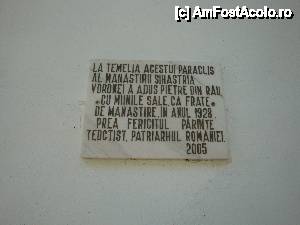 [c] AmFostAcolo.ro
LA TEMELIA ACESTUI PARACLIS
AL MANASTIRII SIHASTRIA
VORONEI A ADUS PIETRE DIN RAU
"CU MIINILE SALE, CA FRATE"
DE MANASTIRE, IN ANUL 1928
PREA FERICITUL PARINTE
TEOCTIST, PATRIARHUL ROMANIEI.
2005